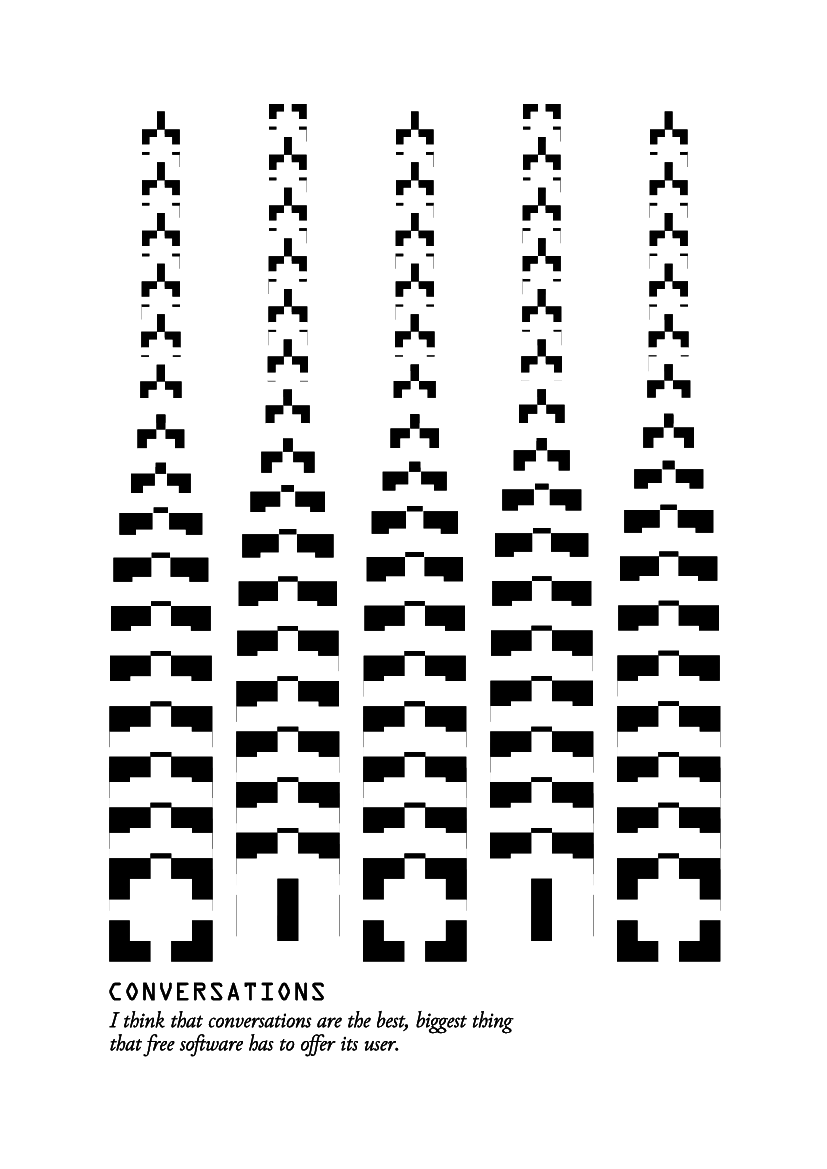 CONVERSATIONS
I think that conversations are the best, biggest thing
that free software has to offer its user.